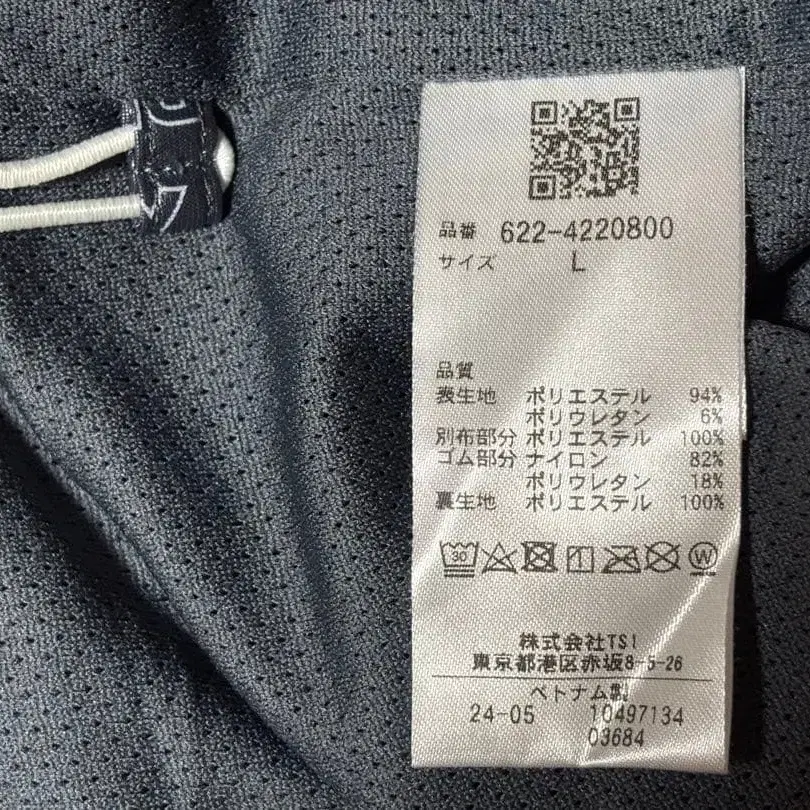 品番 622-4220800
サイズ L
品質
表生地 ポリエステル 94%
ポリウレタン 6%
別布部分 ポリエステル 100%
ゴム部分 ナイロン 82%
ポリウレタン 18%
裏生地 ポリエステル 100%
30 W
株式会社TSI
東京都港区赤坂8-5-26
ベトナム製
24-05 10497134
03684